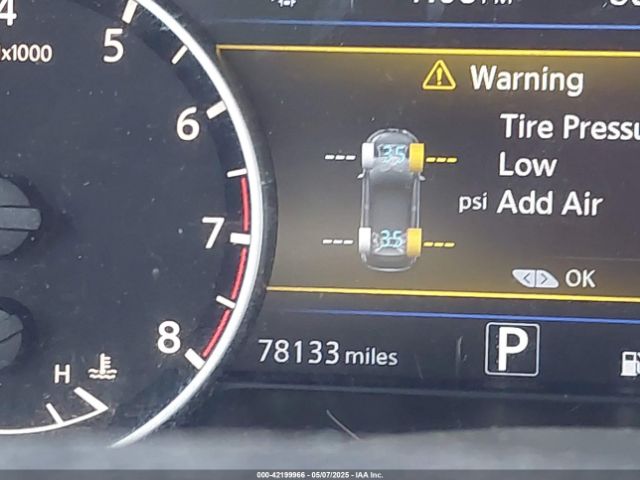 4
5
x1000
6
7
8
H
Warning
Tire Pressu
Low
psi Add Air
--- 35 ---
--- 35 ---
OK
78133 miles
P
000-42199966 - 05/07/2025 - IAA Inc.